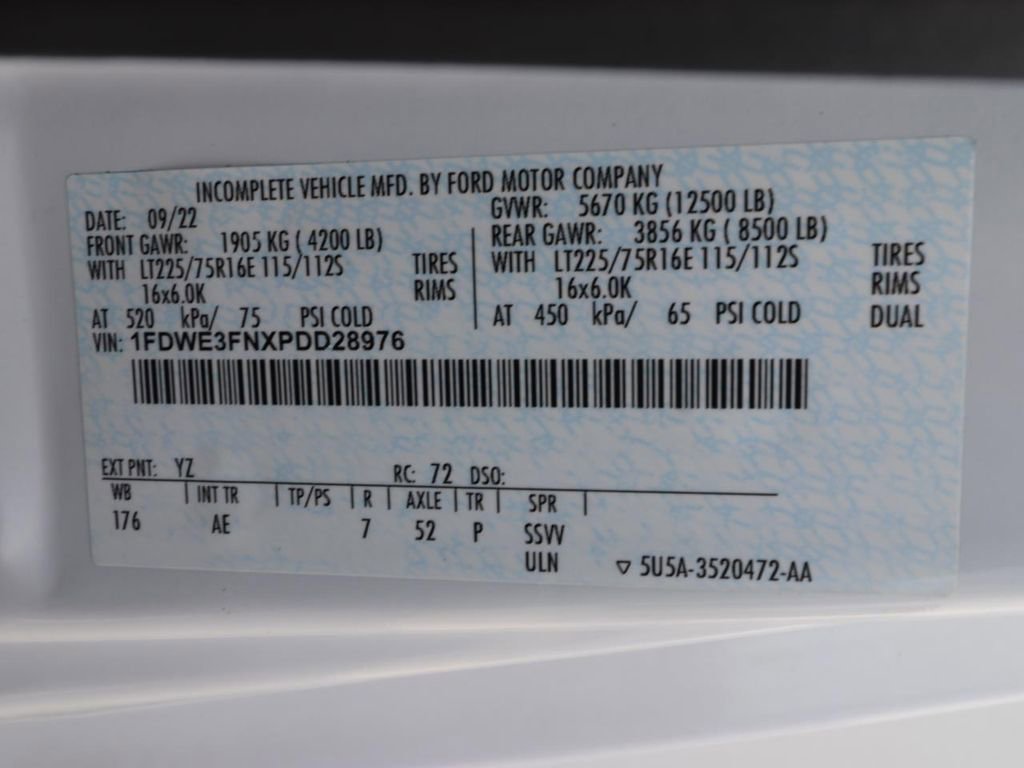 INCOMPLETE VEHICLE MFD. BY FORD MOTOR COMPANY
DATE: 09/22 GVWR: 5670 KG (12500 LB)
FRONT GAWR: 1905 KG ( 4200 LB) REAR GAWR: 3856 KG ( 8500 LB)
WITH LT225/75R16E 115/112S TIRES WITH LT225/75R16E 115/112S TIRES
16x6.0K RIMS 16x6.0K RIMS
AT 520 kPa/ 75 PSI COLD AT 450 kPa/ 65 PSI COLD DUAL
VIN: 1FDWE3FNXPDD28976
EXT PNT: YZ RC: 72 DSO:
WB INT TR TP/PS R AXLE TR SPR
176 AE 7 52 P SSVV
ULN ▽ 5U5A-3520472-AA